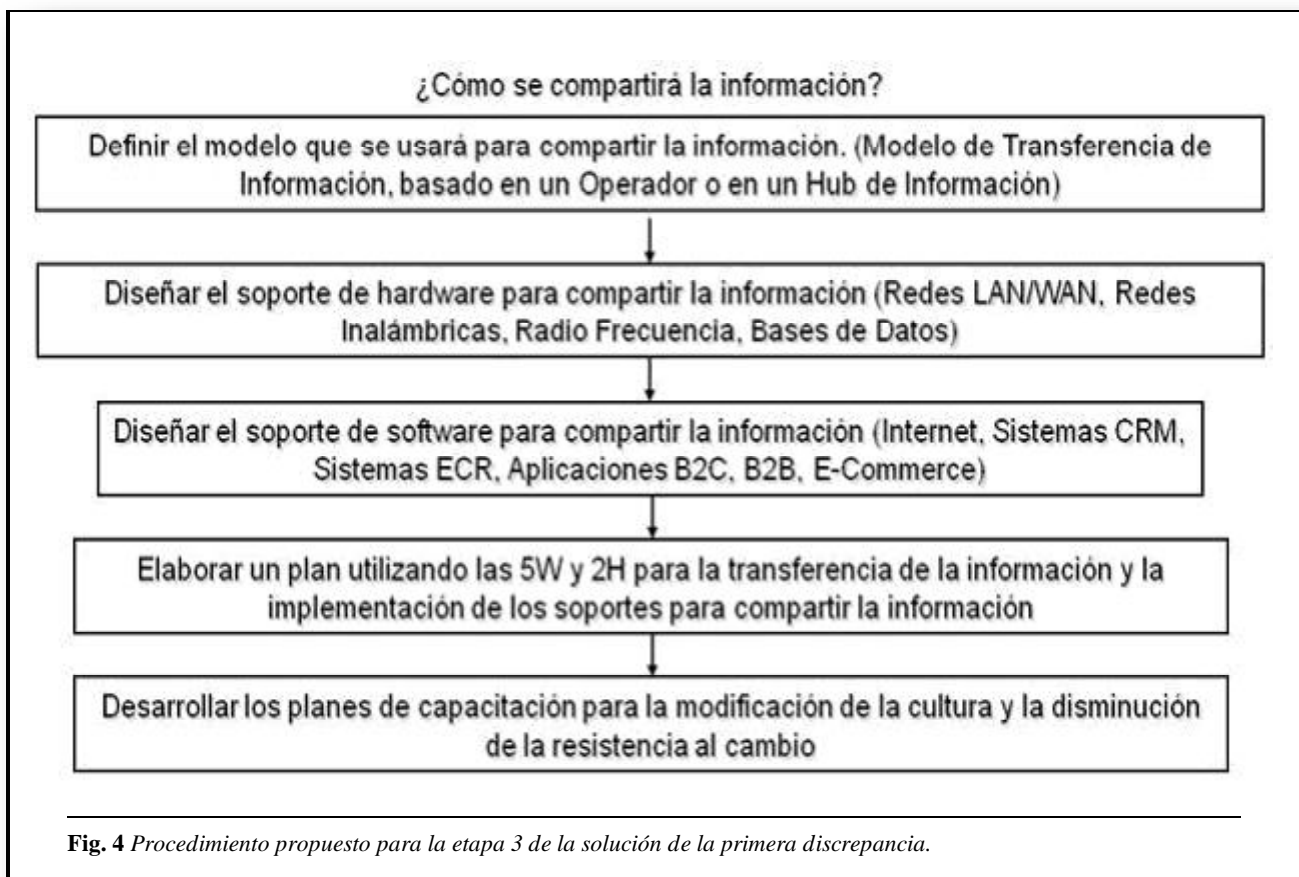 ¿Cómo se compartirá la información?
Definir el modelo que se usará para compartir la información. (Modelo de Transferencia de
Información, basado en un Operador o en un Hub de Información)
Diseñar el soporte de hardware para compartir la información (Redes LAN/WAN, Redes
Inalámbricas, Radio Frecuencia, Bases de Datos)
Diseñar el soporte de software para compartir la información (Internet, Sistemas CRM,
Sistemas ECR, Aplicaciones B2C, B2B, E-Commerce)
Elaborar un plan utilizando las 5W y 2H para la transferencia de la información y la
implementación de los soportes para compartir la información
Desarrollar los planes de capacitación para la modificación de la cultura y la disminución
de la resistencia al cambio
Fig. 4 Procedimiento propuesto para la etapa 3 de la solución de la primera discrepancia.